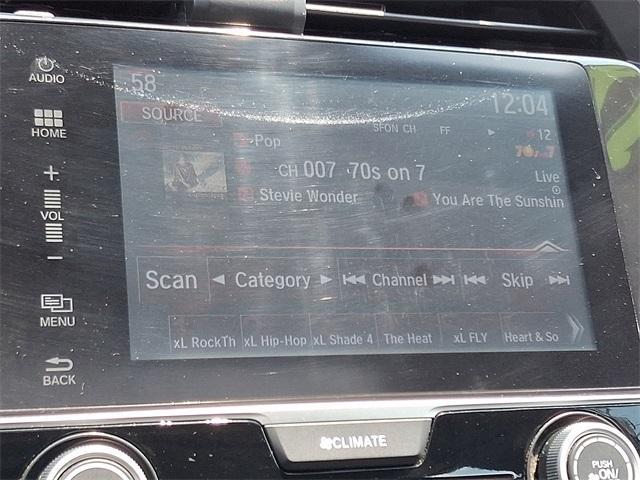 AUDIO
HOME
+
VOL
−
MENU
BACK
58
12:04
SOURCE
SFON CH FF
12
Pop
CH 007 70s on 7
Live
Stevie Wonder
You Are The Sunshin
Scan
Category
Channel
Skip
xL RockTh
xL Hip-Hop
xL Shade 4
The Heat
xL FLY
Heart & So
CLIMATE
PUSH
ON/